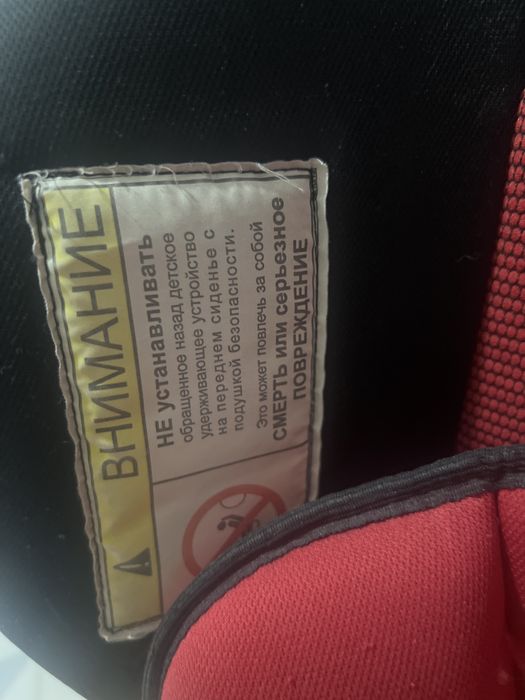 ВНИМАНИЕ
НЕ устанавливать
обращенное назад детское
удерживающее устройство
на переднем сиденье с
подушкой безопасности.
Это может повлечь за собой
СМЕРТЬ или серьезное
ПОВРЕЖДЕНИЕ